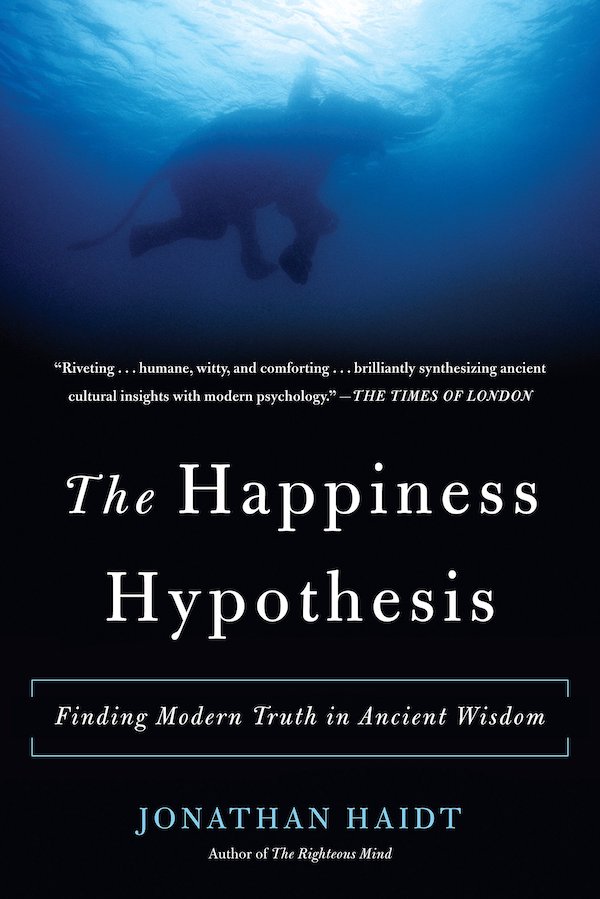 “Riveting . . . humane, witty, and comforting . . . brilliantly synthesizing ancient
cultural insights with modern psychology.” —THE TIMES OF LONDON
The Happiness
Hypothesis
Finding Modern Truth in Ancient Wisdom
JONATHAN HAIDT
Author of The Righteous Mind